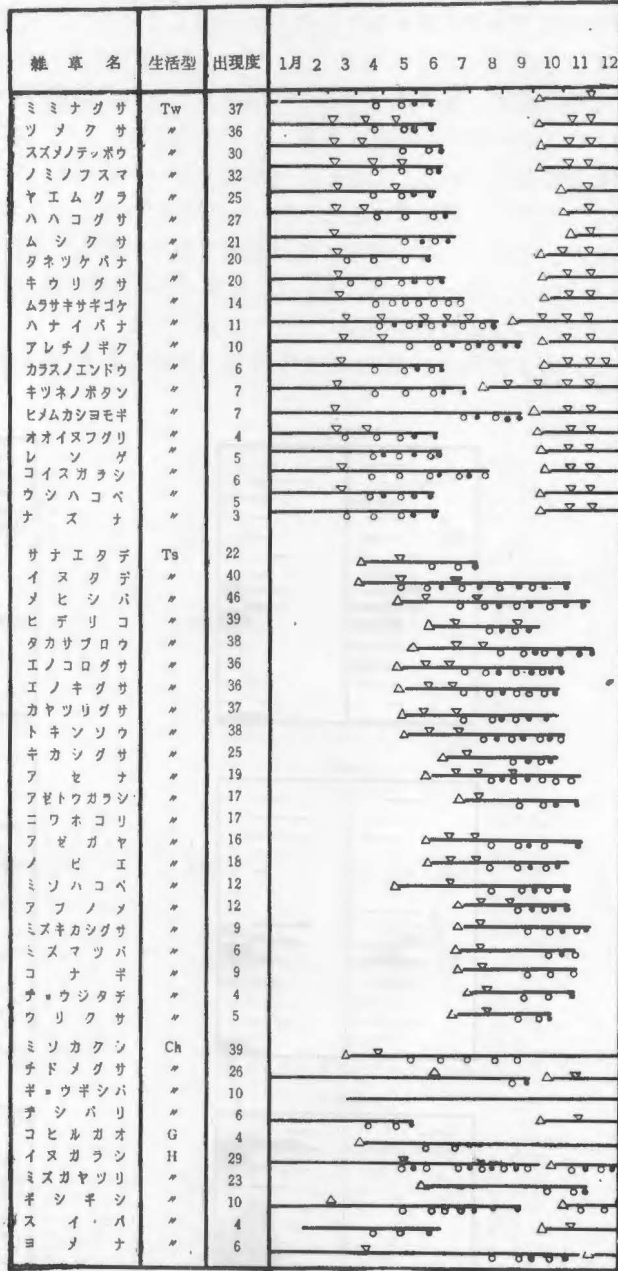 雑草名 生活型 出現度 1月 2 3 4 5 6 7 8 9 10 11 12
ミミナグサ Tw 37
ツメクサ 〃 36
スズメノテッポウ 〃 30
ノミノフスマ 〃 32
ヤエムグラ 〃 25
ハハコグサ 〃 27
ムシクサ 〃 21
タネツケバナ 〃 20
キウリグサ 〃 20
ムラサキサギゴケ 〃 14
ハナイバナ 〃 11
アレチノギク 〃 10
カラスノエンドウ 〃 6
キツネノボタン 〃 7
ヒメムカシヨモギ 〃 7
オオイヌフグリ 〃 4
レンゲ 〃 5
コイヌガラシ 〃 6
ウシハコベ 〃 5
ナズナ 〃 3
サナエタデ Ts 22
イヌタデ 〃 40
メヒシバ 〃 46
ヒデリコ 〃 39
タカサブロウ 〃 38
エノコログサ 〃 36
エノキグサ 〃 36
カヤツリグサ 〃 37
トキンソウ 〃 38
キカシグサ 〃 25
アゼナ 〃 19
アゼトウガラシ 〃 17
ニワホコリ 〃 17
アゼガヤ 〃 16
ノビエ 〃 18
ミゾハコベ 〃 12
アブノメ 〃 12
ミズキカシグサ 〃 9
ミズマツバ 〃 6
コナギ 〃 9
チョウジタデ 〃 4
ウリクサ 〃 5
ミゾカクシ Ch 39
チドメグサ 〃 26
ギョウギシバ 〃 10
ヂシバリ 〃 6
コヒルガオ G 4
イヌガラシ H 29
ミズガヤツリ 〃 23
ギシギシ 〃 10
スイバ 〃 4
ヨメナ 〃 6